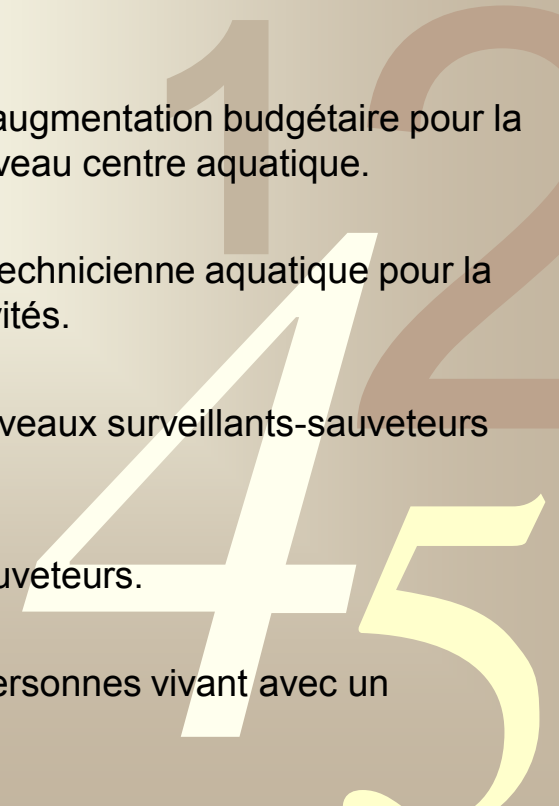 augmentation budgétaire pour la
veau centre aquatique.
echnicienne aquatique pour la
ités.
veaux surveillants-sauveteurs
uveteurs.
ersonnes vivant avec un
1
2
4
5